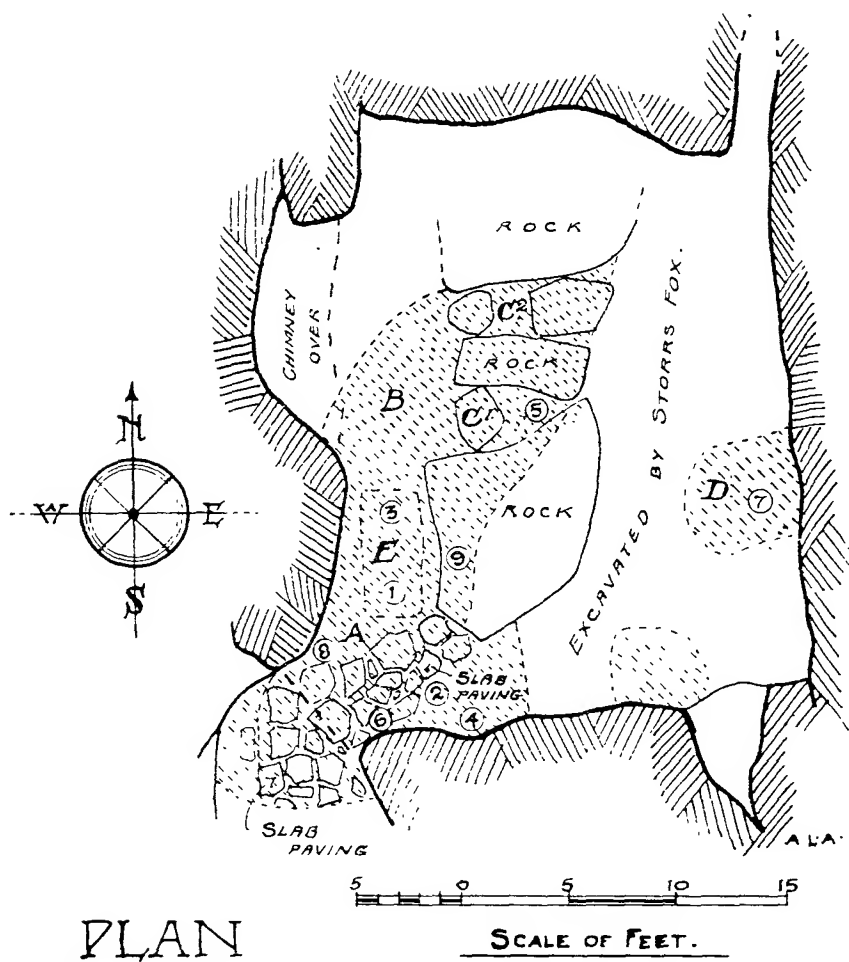 ROCK
CHIMNEY OVER
C²
ROCK
B
C¹
5
EXCAVATED BY STORRS FOX.
N
W
E
S
D
7
3
ROCK
E
9
1
A
8
SLAB
PAVING
2
6
4
SLAB
PAVING
A L A.
5 0 5 10 15
PLAN
SCALE OF FEET.